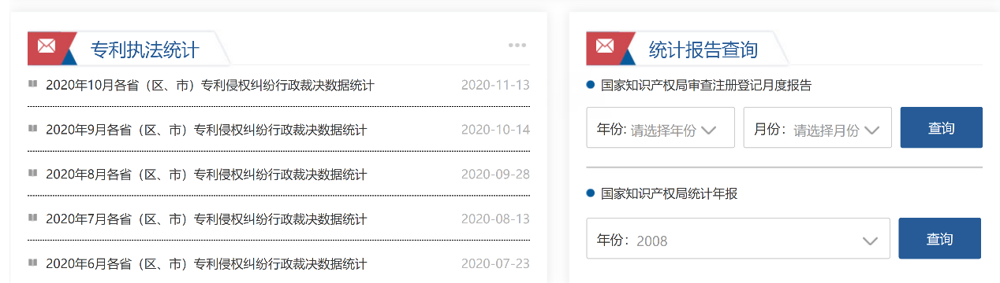 专利执法统计
2020年10月各省（区、市）专利侵权纠纷行政裁决数据统计 2020-11-13
2020年9月各省（区、市）专利侵权纠纷行政裁决数据统计 2020-10-14
2020年8月各省（区、市）专利侵权纠纷行政裁决数据统计 2020-09-28
2020年7月各省（区、市）专利侵权纠纷行政裁决数据统计 2020-08-13
2020年6月各省（区、市）专利侵权纠纷行政裁决数据统计 2020-07-23
统计报告查询
国家知识产权局审查注册登记月度报告
年份: 请选择年份 月份： 请选择月份 查询
国家知识产权局统计年报
年份： 2008 查询